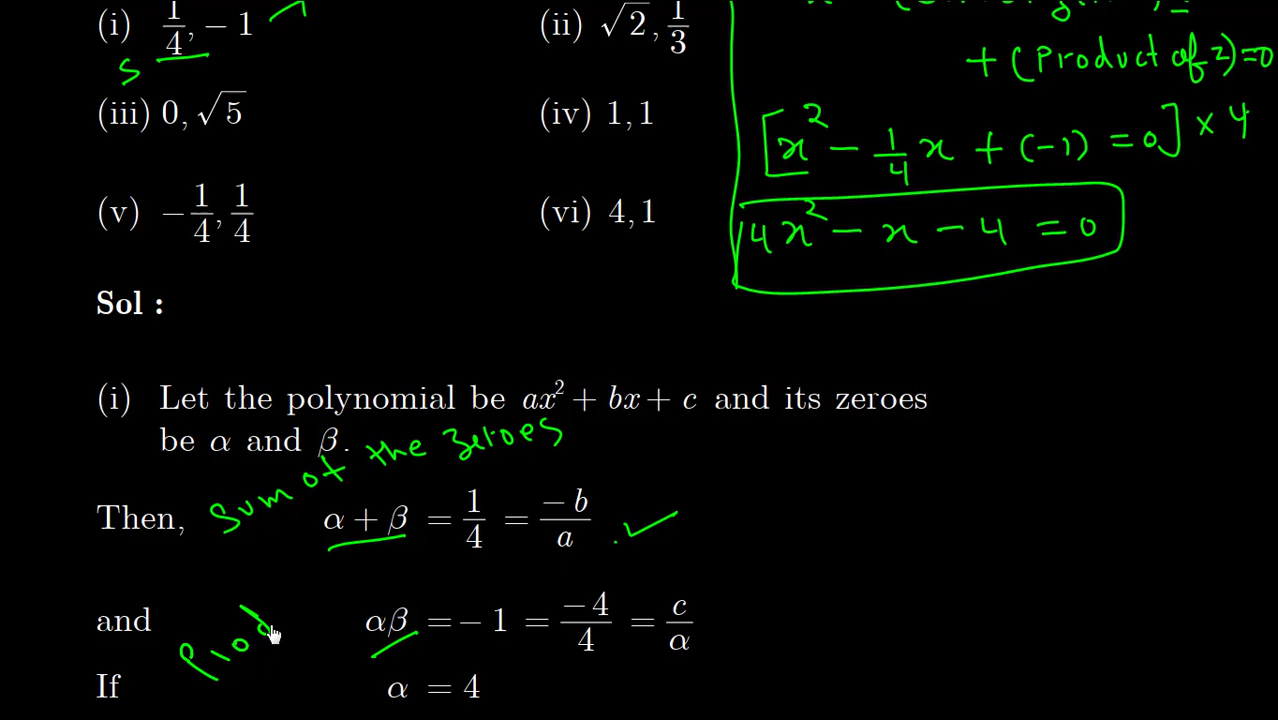 (i) 1/4, − 1 (ii) √2, 1/3
S
+ (Product of Z) = 0
(iii) 0, √5 (iv) 1, 1
[x² − 1/4 x + (−1) = 0] × 4
(v) −1/4, 1/4 (vi) 4, 1
4x² − x − 4 = 0
Sol :
(i) Let the polynomial be ax² + bx + c and its zeroes
be α and β.
Sum of the zeroes
Then, α + β = 1/4 = −b/a
and αβ = − 1 = −4/4 = c/α
Prod
If α = 4